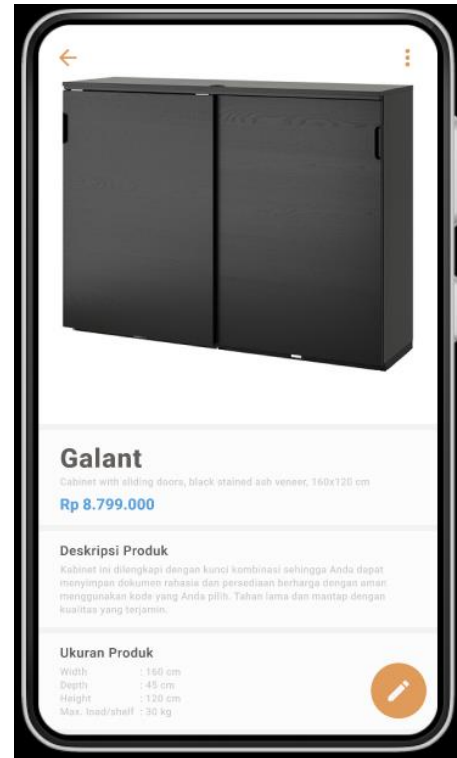 Galant
Cabinet with sliding doors, black stained ash veneer, 160x120 cm
Rp 8.799.000
Deskripsi Produk
Kabinet ini dilengkapi dengan kunci kombinasi sehingga Anda dapat
menyimpan dokumen rahasia dan persediaan berharga dengan aman
menggunakan kode yang Anda pilih. Tahan lama dan mantap dengan
kualitas yang terjamin.
Ukuran Produk
Width : 160 cm
Depth : 45 cm
Height : 120 cm
Max. load/shelf : 30 kg